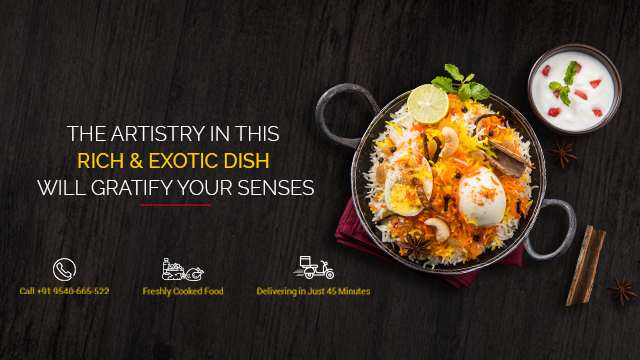 THE ARTISTRY IN THIS
RICH & EXOTIC DISH
WILL GRATIFY YOUR SENSES
Call +91 9540-665-522
Freshly Cooked Food
Delivering in Just 45 Minutes